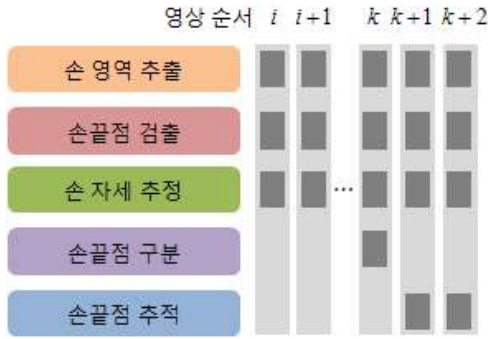 영상 순서 i i+1 k k+1 k+2
손 영역 추출
손끝점 검출
손 자세 추정
...
손끝점 구분
손끝점 추적